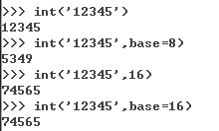 >>> int('12345')
12345
>>> int('12345',base=8)
5349
>>> int('12345',16)
74565
>>> int('12345',base=16)
74565